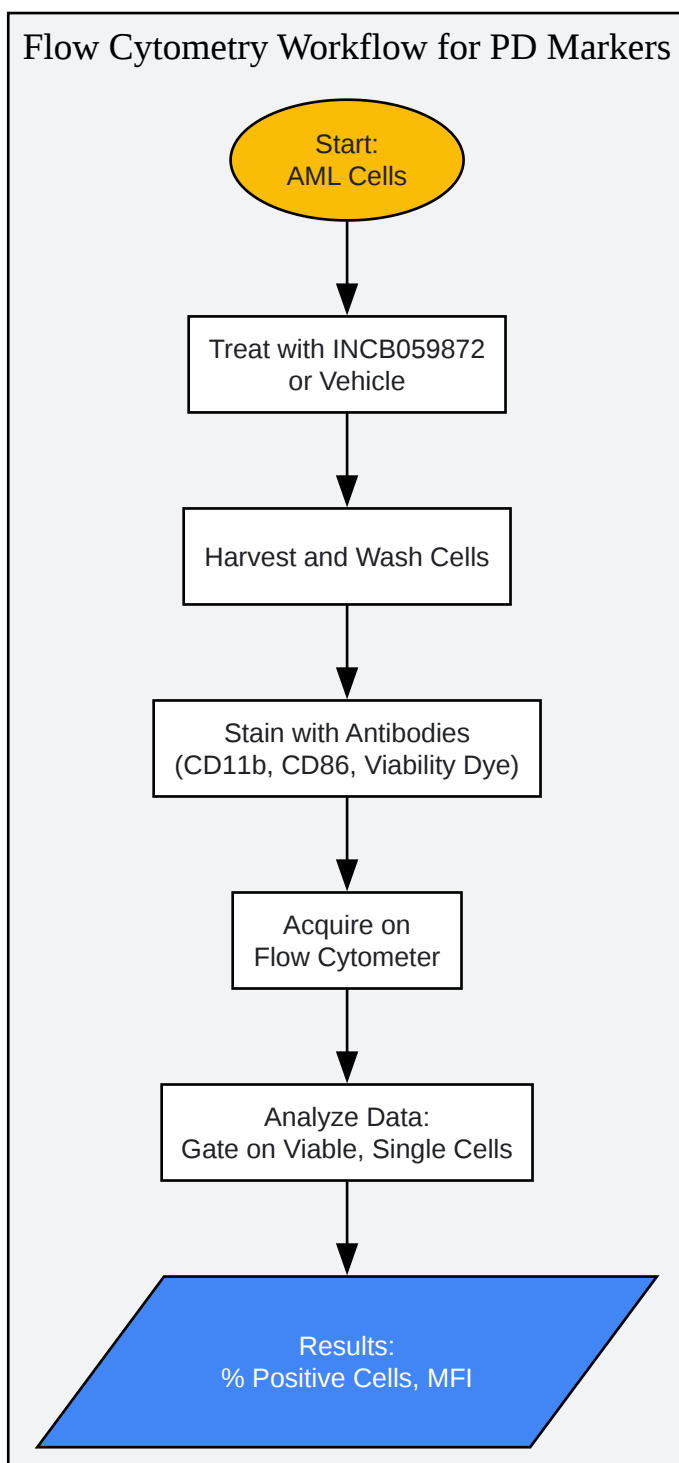 Flow Cytometry Workflow for PD Markers
Start:
AML Cells
Treat with INCB059872
or Vehicle
Harvest and Wash Cells
Stain with Antibodies
(CD11b, CD86, Viability Dye)
Acquire on
Flow Cytometer
Analyze Data:
Gate on Viable, Single Cells
Results:
% Positive Cells, MFI